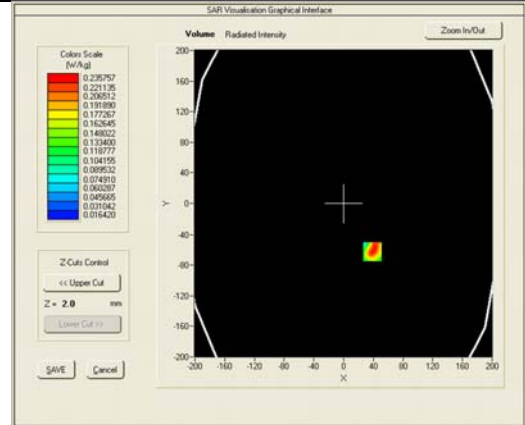 SAR Visualisation Graphical Interface
Volume Radiated Intensity
Zoom In/Out
Colors Scale
(W/kg)
0.235757
0.221135
0.206512
0.191890
0.177267
0.162645
0.148022
0.133400
0.118777
0.104155
0.089532
0.074910
0.060287
0.045665
0.031042
0.016420
Z-Cuts Control
<< Upper Cut
Z = 2.0 mm
Lower Cut >>
SAVE Cancel
200-
160-
120-
80-
40-
Y 0-
-40-
-80-
-120-
-160-
-200-
-200 -160 -120 -80 -40 0 40 80 120 160 200
X